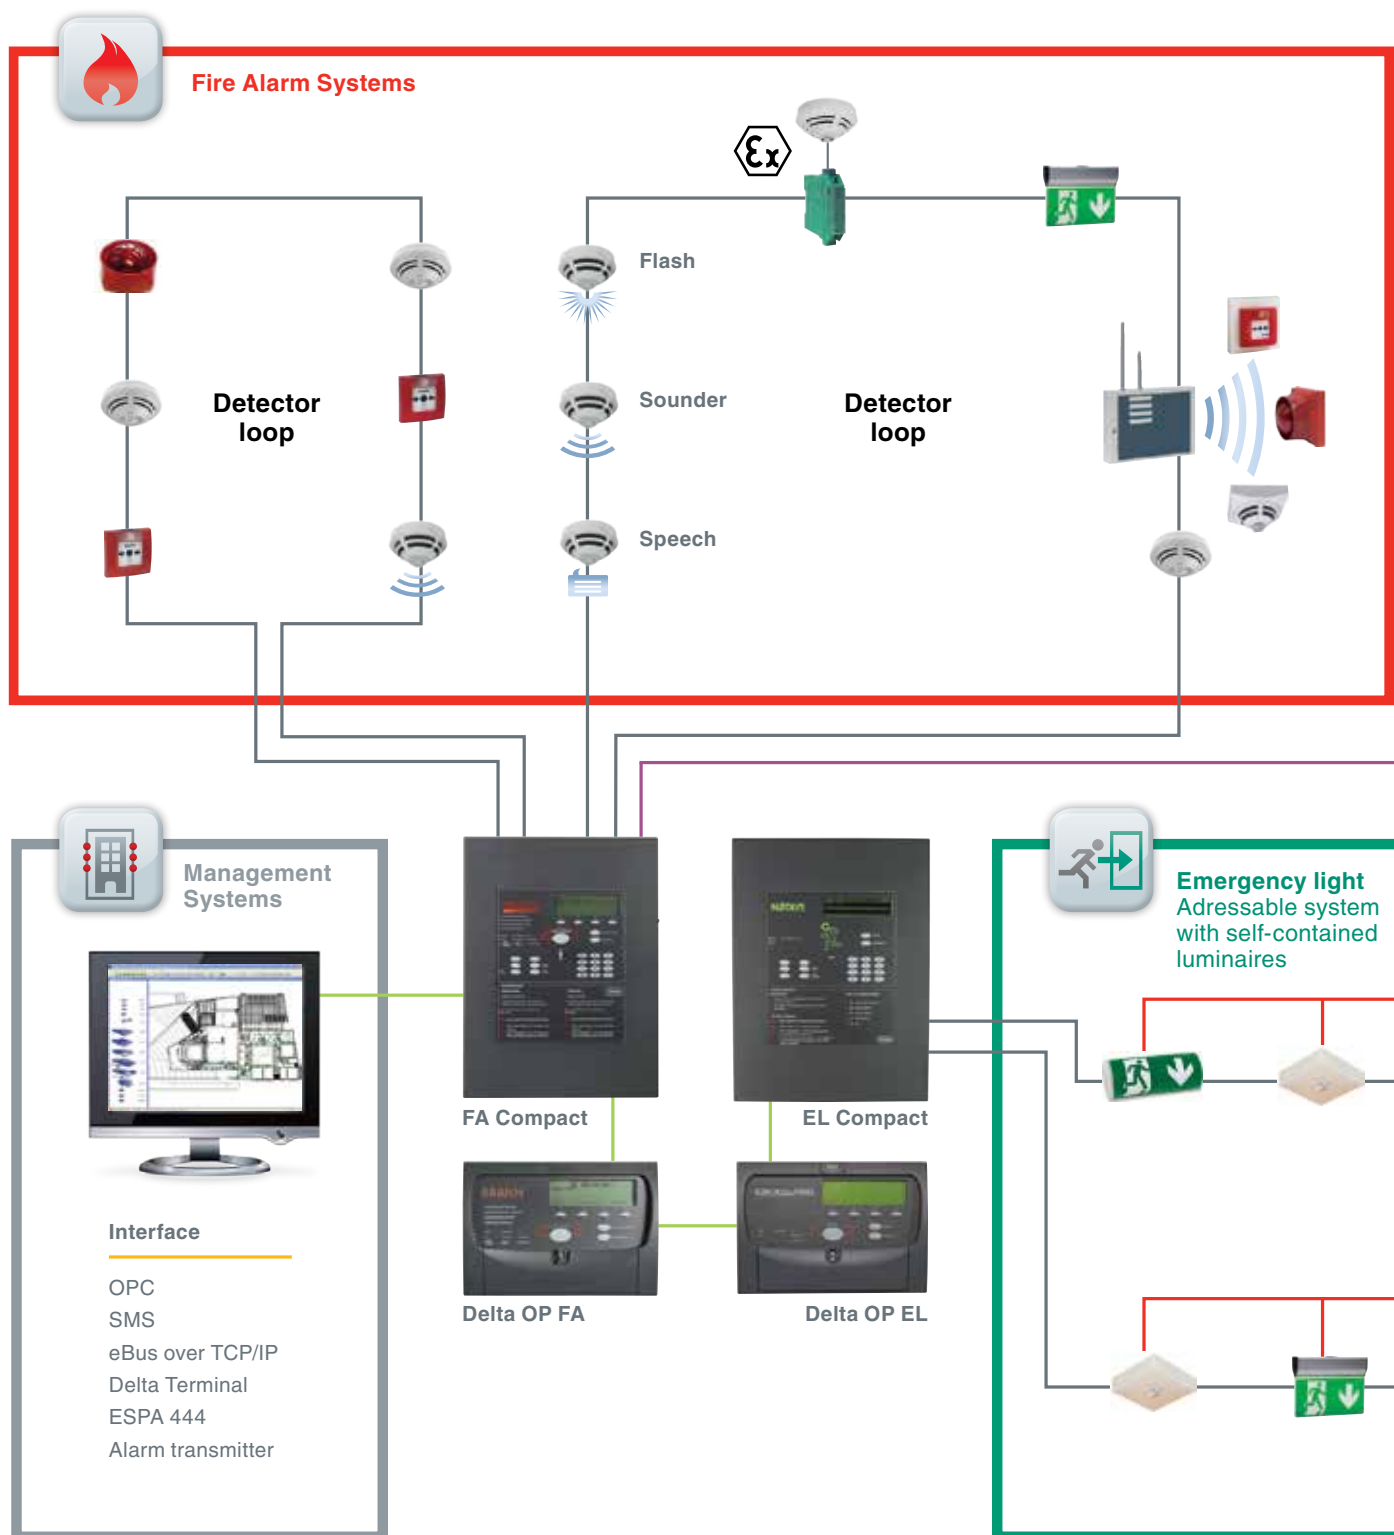 Fire Alarm Systems
Ex
Flash
Detector
loop
Sounder
Detector
loop
Speech
Management
Systems
Emergency light
Adressable system
with self-contained
luminaires
FA Compact
EL Compact
Interface
OPC
SMS
eBus over TCP/IP
Delta Terminal
ESPA 444
Alarm transmitter
Delta OP FA
Delta OP EL